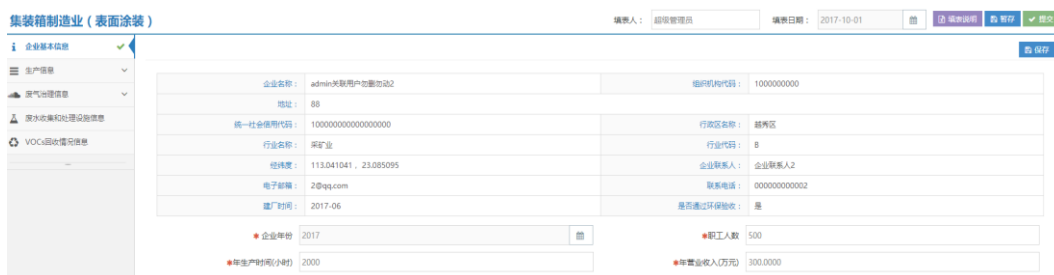 集装箱制造业（表面涂装）
填表人： 超级管理员 填表日期： 2017-10-01 填表说明 暂存 提交
企业基本信息
保存
生产信息
废气治理信息
废水收集和处理设施信息
VOCs回收情况信息
企业名称： admin关联用户勿删勿动2 组织机构代码： 1000000000
地址： 88
统一社会信用代码： 100000000000000000 行政区名称： 越秀区
行业名称： 采矿业 行业代码： B
经纬度： 113.041041 , 23.085095 企业联系人： 企业联系人2
电子邮箱： 2@qq.com 联系电话： 000000000002
建厂时间： 2017-06 是否通过环保验收： 是
*企业年份 2017 *职工人数 500
*年生产时间(小时) 2000 *年营业收入(万元) 300.0000